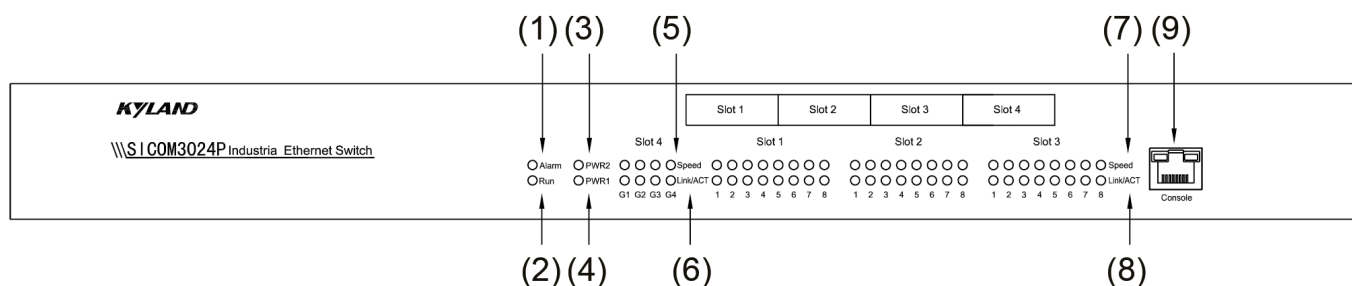 (1) (3) (5) (7) (9)
KYLAND
Slot 1 Slot 2 Slot 3 Slot 4
\\\SICOM3024P Industria Ethernet Switch
Slot 4 Slot 1 Slot 2 Slot 3
Alarm PWR2 Speed Speed
Run PWR1 Link/ACT Link/ACT
G1 G2 G3 G4 1 2 3 4 5 6 7 8 1 2 3 4 5 6 7 8 1 2 3 4 5 6 7 8
Console
(2) (4) (6) (8)